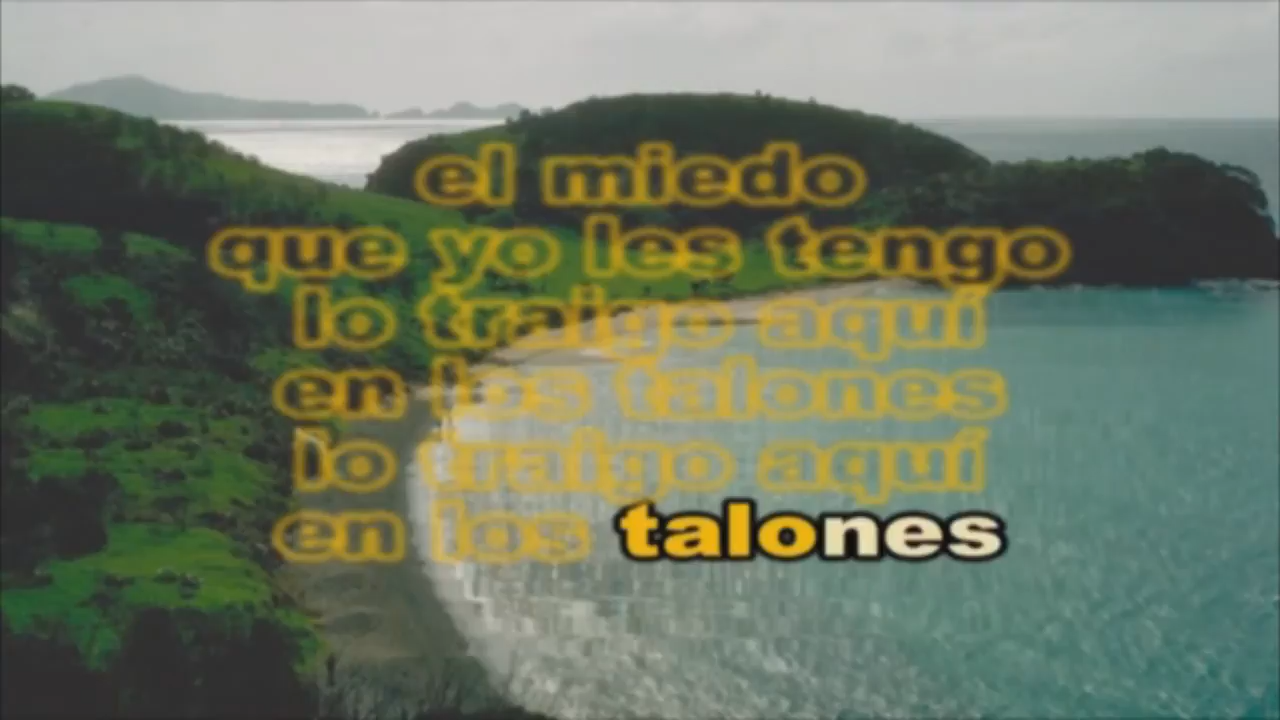 el miedo
que yo les tengo
lo traigo aquí
en los talones
lo traigo aquí
en los talones